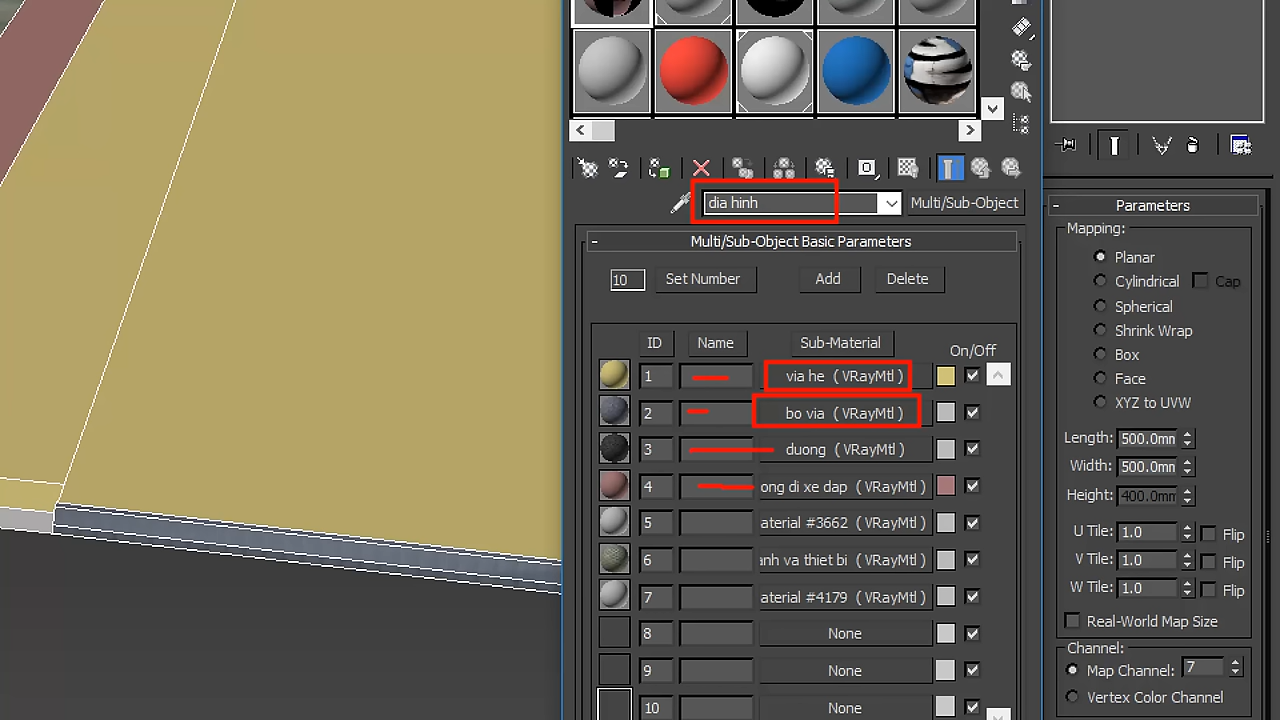 dia hinh
Multi/Sub-Object
- Multi/Sub-Object Basic Parameters
10 Set Number Add Delete
ID Name Sub-Material On/Off
1 via he ( VRayMtl )
2 bo via ( VRayMtl )
3 duong ( VRayMtl )
4 ong di xe dap ( VRayMtl )
5 aterial #3662 ( VRayMtl )
6 anh va thiet bi ( VRayMtl )
7 aterial #4179 ( VRayMtl )
8 None
9 None
10 None
- Parameters
Mapping:
Planar
Cylindrical Cap
Spherical
Shrink Wrap
Box
Face
XYZ to UVW
Length: 500.0mm
Width: 500.0mm
Height: 400.0mm
U Tile: 1.0 Flip
V Tile: 1.0 Flip
W Tile: 1.0 Flip
Real-World Map Size
Channel:
Map Channel: 7
Vertex Color Channel